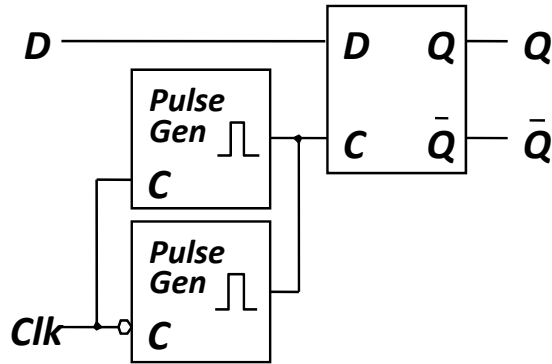 D D Q Q
Pulse
Gen
C Q̄ Q̄
C
Pulse
Gen
Clk C